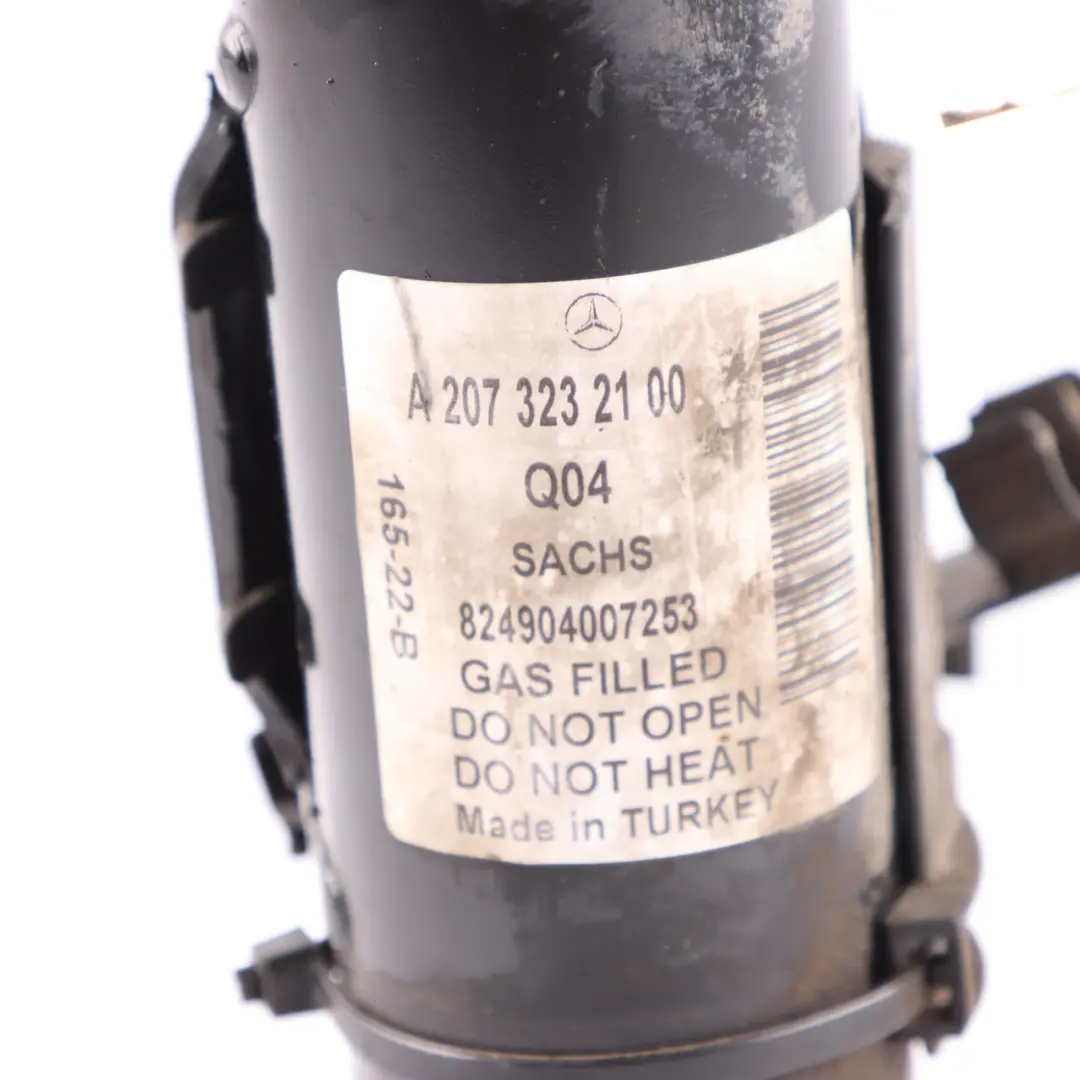 A 207 323 21 00
Q04
SACHS
824904007253
GAS FILLED
DO NOT OPEN
DO NOT HEAT
Made in TURKEY
165-22-B